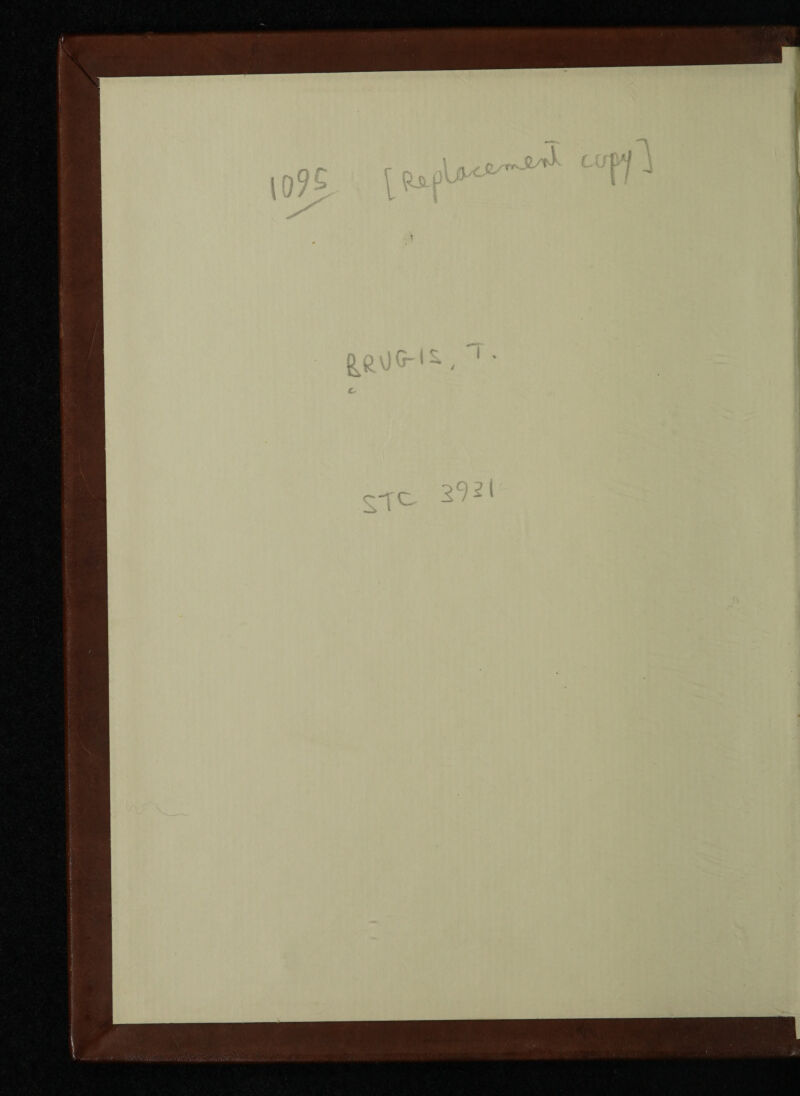 1095 [Replacement copy]
BRUGIS, T.
STC 3931